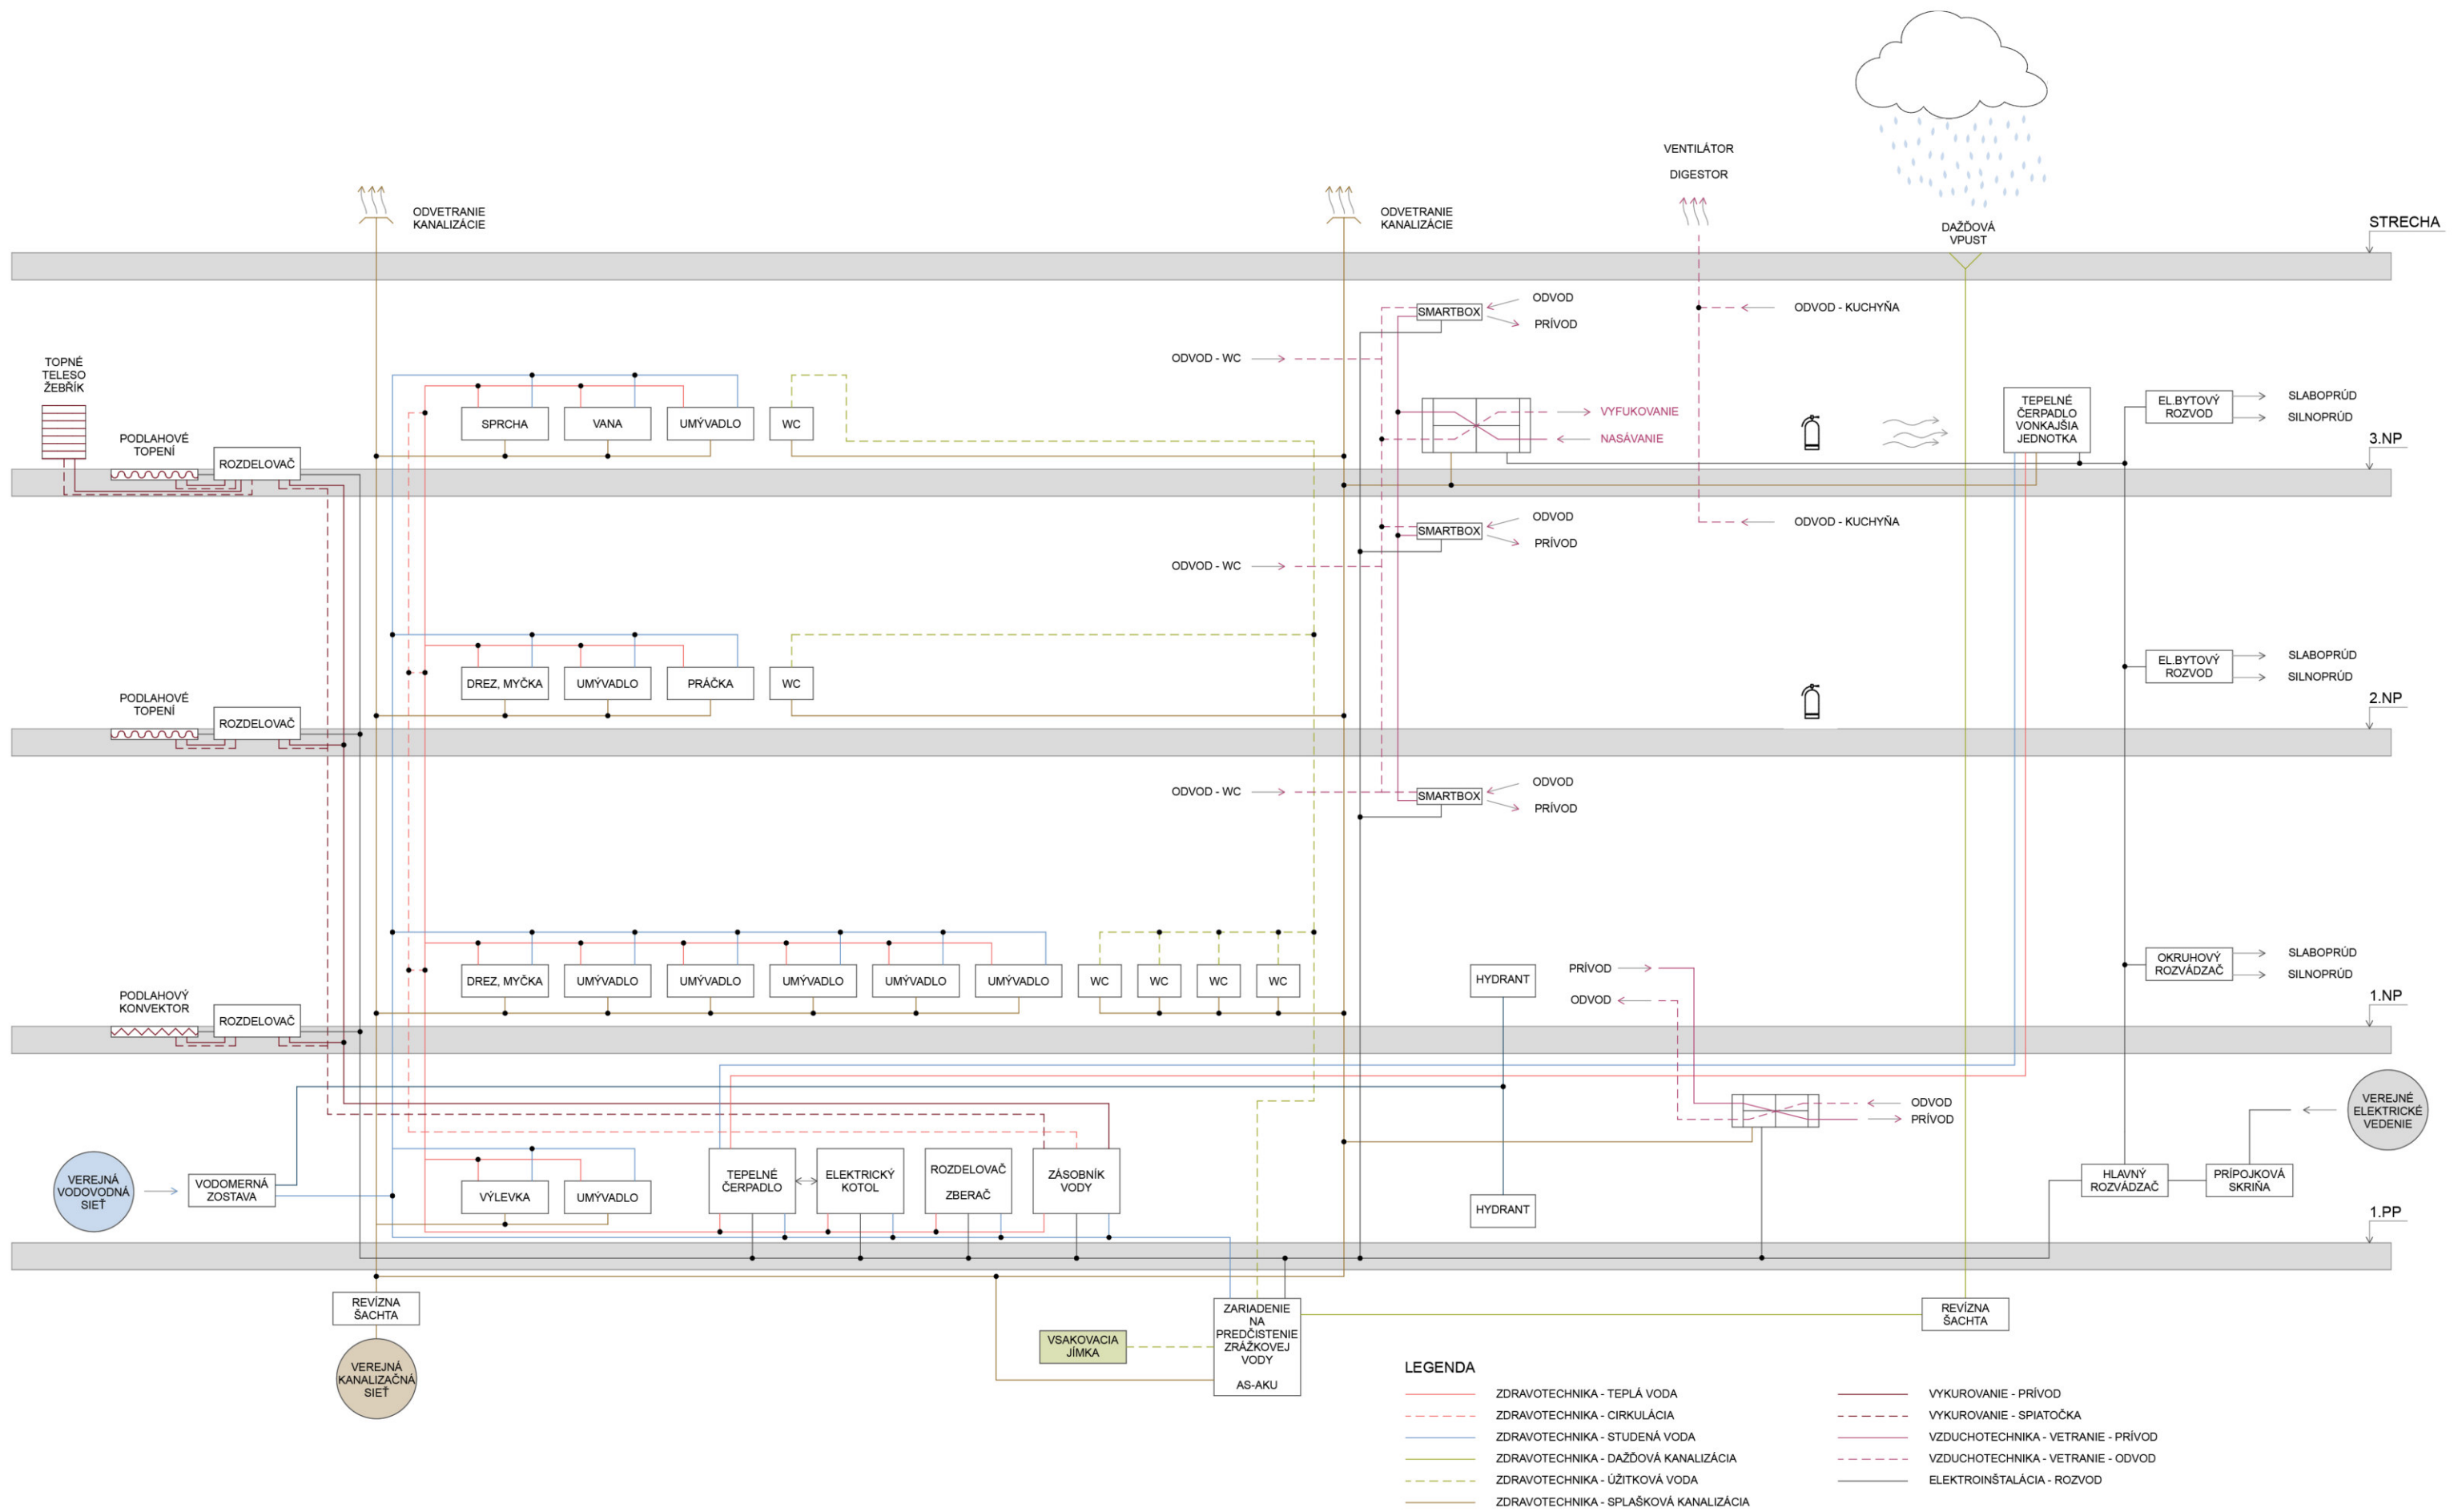 VENTILÁTOR
DIGESTOR
ODVETRANIE
KANALIZÁCIE
ODVETRANIE
KANALIZÁCIE
DAŽĎOVÁ
VPUST
STRECHA
SMARTBOX
ODVOD
PRÍVOD
ODVOD - KUCHYŇA
ODVOD - WC
TOPNÉ
TELESO
ŽEBŘÍK
PODLAHOVÉ
TOPENÍ
ROZDELOVAČ
SPRCHA
VANA
UMÝVADLO
WC
VYFUKOVANIE
NASÁVANIE
TEPELNÉ
ČERPADLO
VONKAJŠIA
JEDNOTKA
EL.BYTOVÝ
ROZVOD
SLABOPRÚD
SILNOPRÚD
3.NP
SMARTBOX
ODVOD
PRÍVOD
ODVOD - KUCHYŇA
ODVOD - WC
PODLAHOVÉ
TOPENÍ
ROZDELOVAČ
DREZ, MYČKA
UMÝVADLO
PRÁČKA
WC
EL.BYTOVÝ
ROZVOD
SLABOPRÚD
SILNOPRÚD
2.NP
ODVOD - WC
SMARTBOX
ODVOD
PRÍVOD
PODLAHOVÝ
KONVEKTOR
ROZDELOVAČ
DREZ, MYČKA
UMÝVADLO
UMÝVADLO
UMÝVADLO
UMÝVADLO
UMÝVADLO
WC
WC
WC
WC
HYDRANT
PRÍVOD
ODVOD
OKRUHOVÝ
ROZVÁDZAČ
SLABOPRÚD
SILNOPRÚD
1.NP
ODVOD
PRÍVOD
VEREJNÉ
ELEKTRICKÉ
VEDENIE
VEREJNÁ
VODOVODNÁ
SIEŤ
VODOMERNÁ
ZOSTAVA
VÝLEVKA
UMÝVADLO
TEPELNÉ
ČERPADLO
ELEKTRICKÝ
KOTOL
ROZDELOVAČ
ZBERAČ
ZÁSOBNÍK
VODY
HYDRANT
HLAVNÝ
ROZVÁDZAČ
PRÍPOJKOVÁ
SKRIŇA
1.PP
REVÍZNA
ŠACHTA
VEREJNÁ
KANALIZAČNÁ
SIEŤ
VSAKOVACIA
JÍMKA
ZARIADENIE
NA
PREDČISTENIE
ZRÁŽKOVEJ
VODY
AS-AKU
REVÍZNA
ŠACHTA
LEGENDA
ZDRAVOTECHNIKA - TEPLÁ VODA
ZDRAVOTECHNIKA - CIRKULÁCIA
ZDRAVOTECHNIKA - STUDENÁ VODA
ZDRAVOTECHNIKA - DAŽĎOVÁ KANALIZÁCIA
ZDRAVOTECHNIKA - ÚŽITKOVÁ VODA
ZDRAVOTECHNIKA - SPLAŠKOVÁ KANALIZÁCIA
VYKUROVANIE - PRÍVOD
VYKUROVANIE - SPIATOČKA
VZDUCHOTECHNIKA - VETRANIE - PRÍVOD
VZDUCHOTECHNIKA - VETRANIE - ODVOD
ELEKTROINŠTALÁCIA - ROZVOD